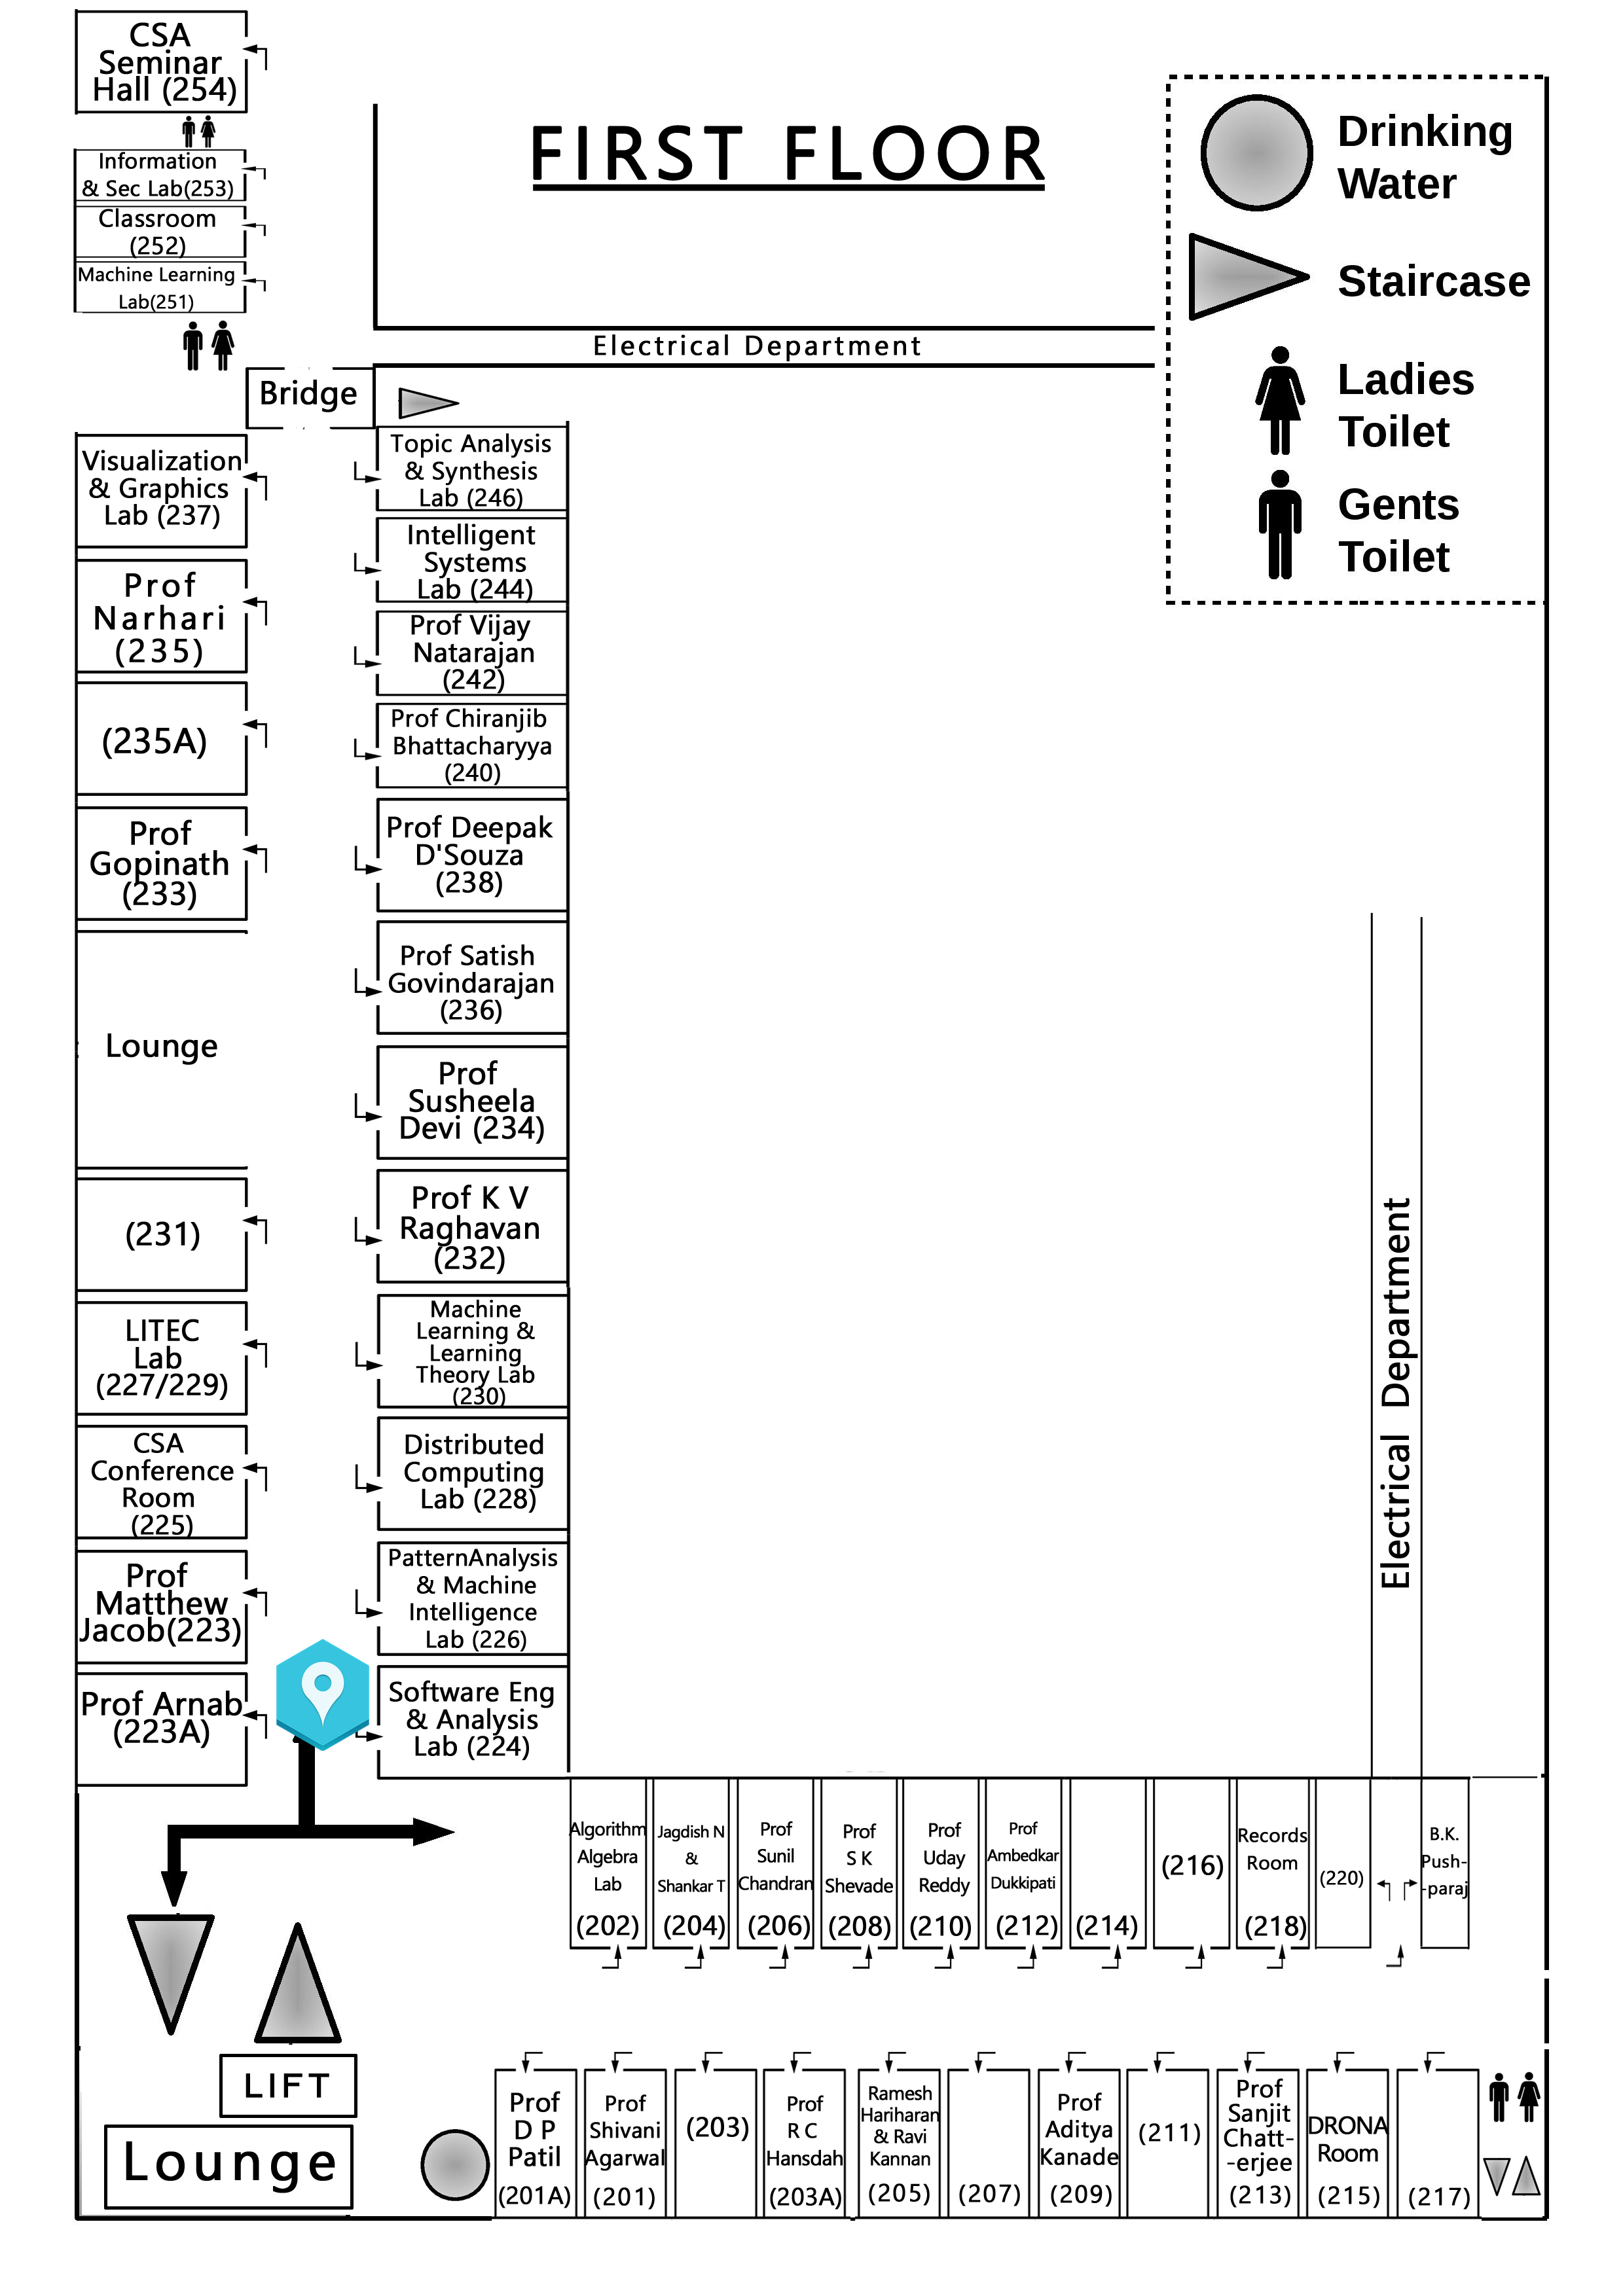 CSA
Seminar
Hall (254)
Information
& Sec Lab(253)
Classroom
(252)
Machine Learning
Lab(251)
FIRST FLOOR
Electrical Department
Drinking
Water
Staircase
Ladies
Toilet
Gents
Toilet
Bridge
Visualization
& Graphics
Lab (237)
Prof
Narhari
(235)
(235A)
Prof
Gopinath
(233)
Lounge
(231)
LITEC
Lab
(227/229)
CSA
Conference
Room
(225)
Prof
Matthew
Jacob(223)
Prof Arnab
(223A)
Topic Analysis
& Synthesis
Lab (246)
Intelligent
Systems
Lab (244)
Prof Vijay
Natarajan
(242)
Prof Chiranjib
Bhattacharyya
(240)
Prof Deepak
D'Souza
(238)
Prof Satish
Govindarajan
(236)
Prof
Susheela
Devi (234)
Prof K V
Raghavan
(232)
Machine
Learning &
Learning
Theory Lab
(230)
Distributed
Computing
Lab (228)
PatternAnalysis
& Machine
Intelligence
Lab (226)
Software Eng
& Analysis
Lab (224)
Electrical Department
Algorithm
Algebra
Lab
(202)
Jagdish N
&
Shankar T
(204)
Prof
Sunil
Chandran
(206)
Prof
S K
Shevade
(208)
Prof
Uday
Reddy
(210)
Prof
Ambedkar
Dukkipati
(212)
(214)
(216)
Records
Room
(218)
(220)
B.K.
Push-
-paraj
LIFT
Lounge
Prof
D P
Patil
(201A)
Prof
Shivani
Agarwal
(201)
(203)
Prof
R C
Hansdah
(203A)
Ramesh
Hariharan
& Ravi
Kannan
(205)
(207)
Prof
Aditya
Kanade
(209)
(211)
Prof
Sanjit
Chatt-
-erjee
(213)
DRONA
Room
(215)
(217)